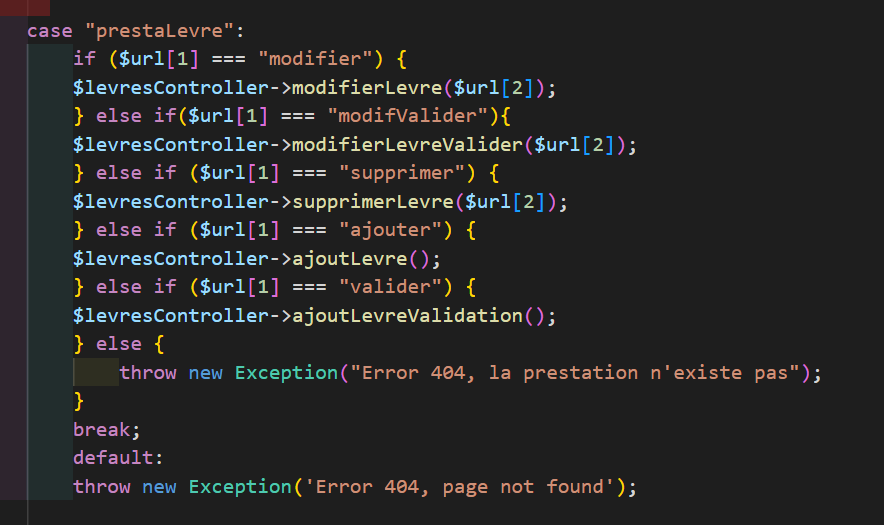 case "prestaLevre":
if ($url[1] === "modifier") {
$levresController->modifierLevre($url[2]);
} else if($url[1] === "modifValider"){
$levresController->modifierLevreValider($url[2]);
} else if ($url[1] === "supprimer") {
$levresController->supprimerLevre($url[2]);
} else if ($url[1] === "ajouter") {
$levresController->ajoutLevre();
} else if ($url[1] === "valider") {
$levresController->ajoutLevreValidation();
} else {
throw new Exception("Error 404, la prestation n'existe pas");
}
break;
default:
throw new Exception('Error 404, page not found');